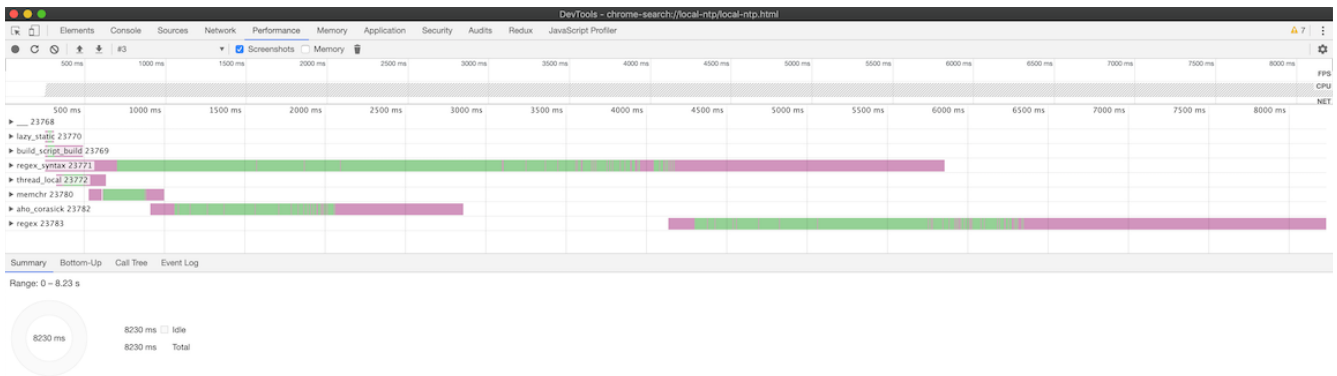 DevTools - chrome-search://local-ntp/local-ntp.html
Elements Console Sources Network Performance Memory Application Security Audits Redux JavaScript Profiler 7
#3 Screenshots Memory
500 ms 1000 ms 1500 ms 2000 ms 2500 ms 3000 ms 3500 ms 4000 ms 4500 ms 5000 ms 5500 ms 6000 ms 6500 ms 7000 ms 7500 ms 8000 ms
FPS
CPU
NET
500 ms 1000 ms 1500 ms 2000 ms 2500 ms 3000 ms 3500 ms 4000 ms 4500 ms 5000 ms 5500 ms 6000 ms 6500 ms 7000 ms 7500 ms 8000 ms
___ 23768
lazy_static 23770
build_script_build 23769
regex_syntax 23771
thread_local 23772
memchr 23780
aho_corasick 23782
regex 23783
Summary Bottom-Up Call Tree Event Log
Range: 0 – 8.23 s
8230 ms
8230 ms Idle
8230 ms Total